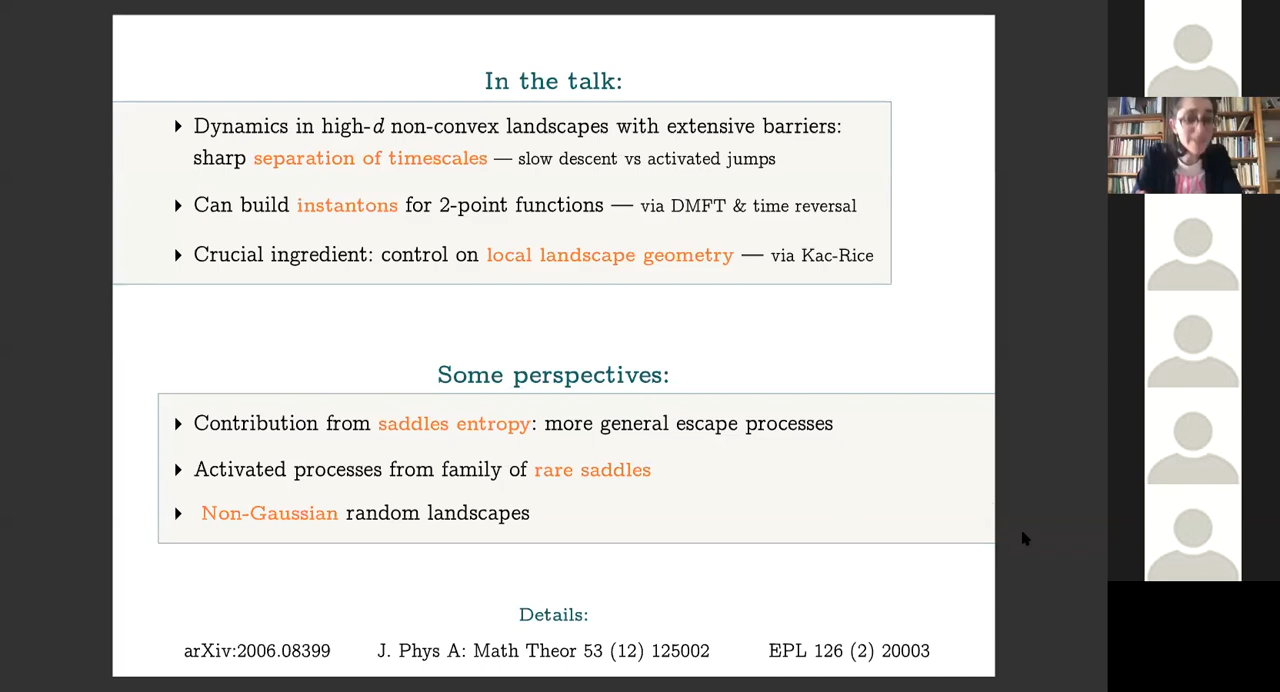 In the talk:
Dynamics in high-d non-convex landscapes with extensive barriers:
sharp separation of timescales — slow descent vs activated jumps
Can build instantons for 2-point functions — via DMFT & time reversal
Crucial ingredient: control on local landscape geometry — via Kac-Rice
Some perspectives:
Contribution from saddles entropy: more general escape processes
Activated processes from family of rare saddles
Non-Gaussian random landscapes
Details:
arXiv:2006.08399 J. Phys A: Math Theor 53 (12) 125002 EPL 126 (2) 20003